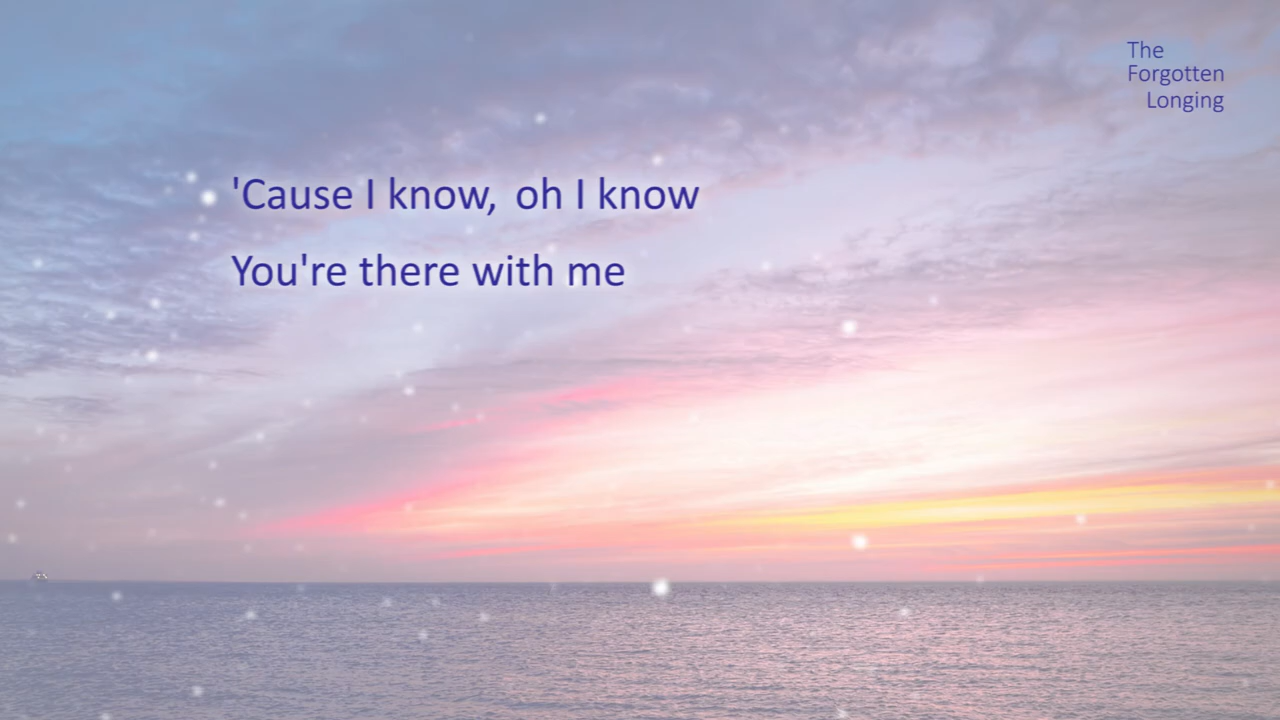 The
Forgotten
Longing
'Cause I know, oh I know
You're there with me